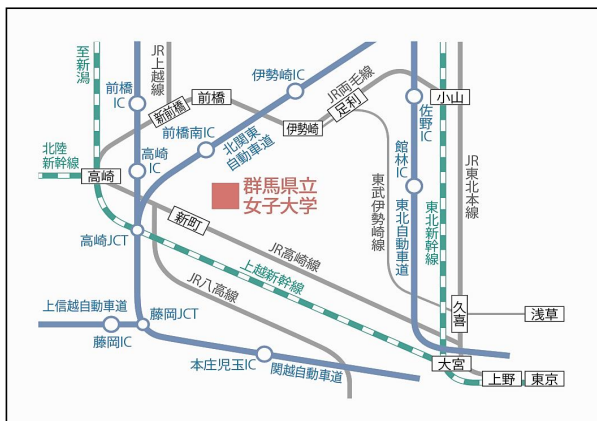 至新潟
JR上越線
前橋
IC
新前橋
前橋
伊勢崎IC
JR両毛線
足利
小山
佐野IC
前橋南IC
北関東
自動車道
伊勢崎
北陸
新幹線
高崎
高崎
IC
館林IC
JR東北本線
群馬県立
女子大学
東武伊勢崎線
東北自動車道
東北新幹線
新町
高崎JCT
JR高崎線
上越新幹線
JR八高線
上信越自動車道
藤岡JCT
藤岡IC
久喜
浅草
本庄児玉IC
関越自動車道
大宮
上野
東京